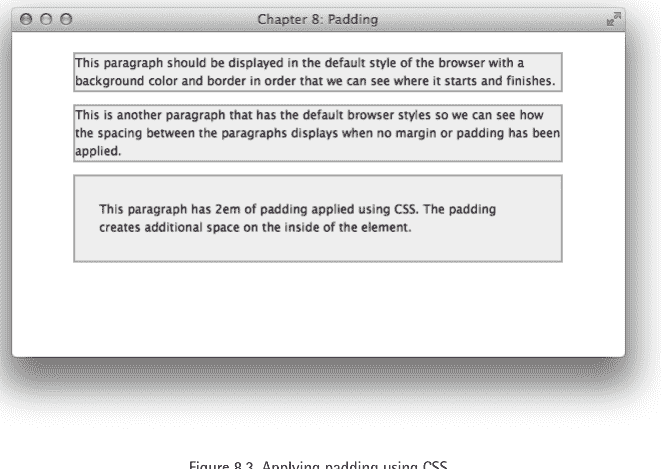 Chapter 8: Padding
This paragraph should be displayed in the default style of the browser with a
background color and border in order that we can see where it starts and finishes.
This is another paragraph that has the default browser styles so we can see how
the spacing between the paragraphs displays when no margin or padding has been
applied.
This paragraph has 2em of padding applied using CSS. The padding
creates additional space on the inside of the element.
Figure 8.3. Applying padding using CSS